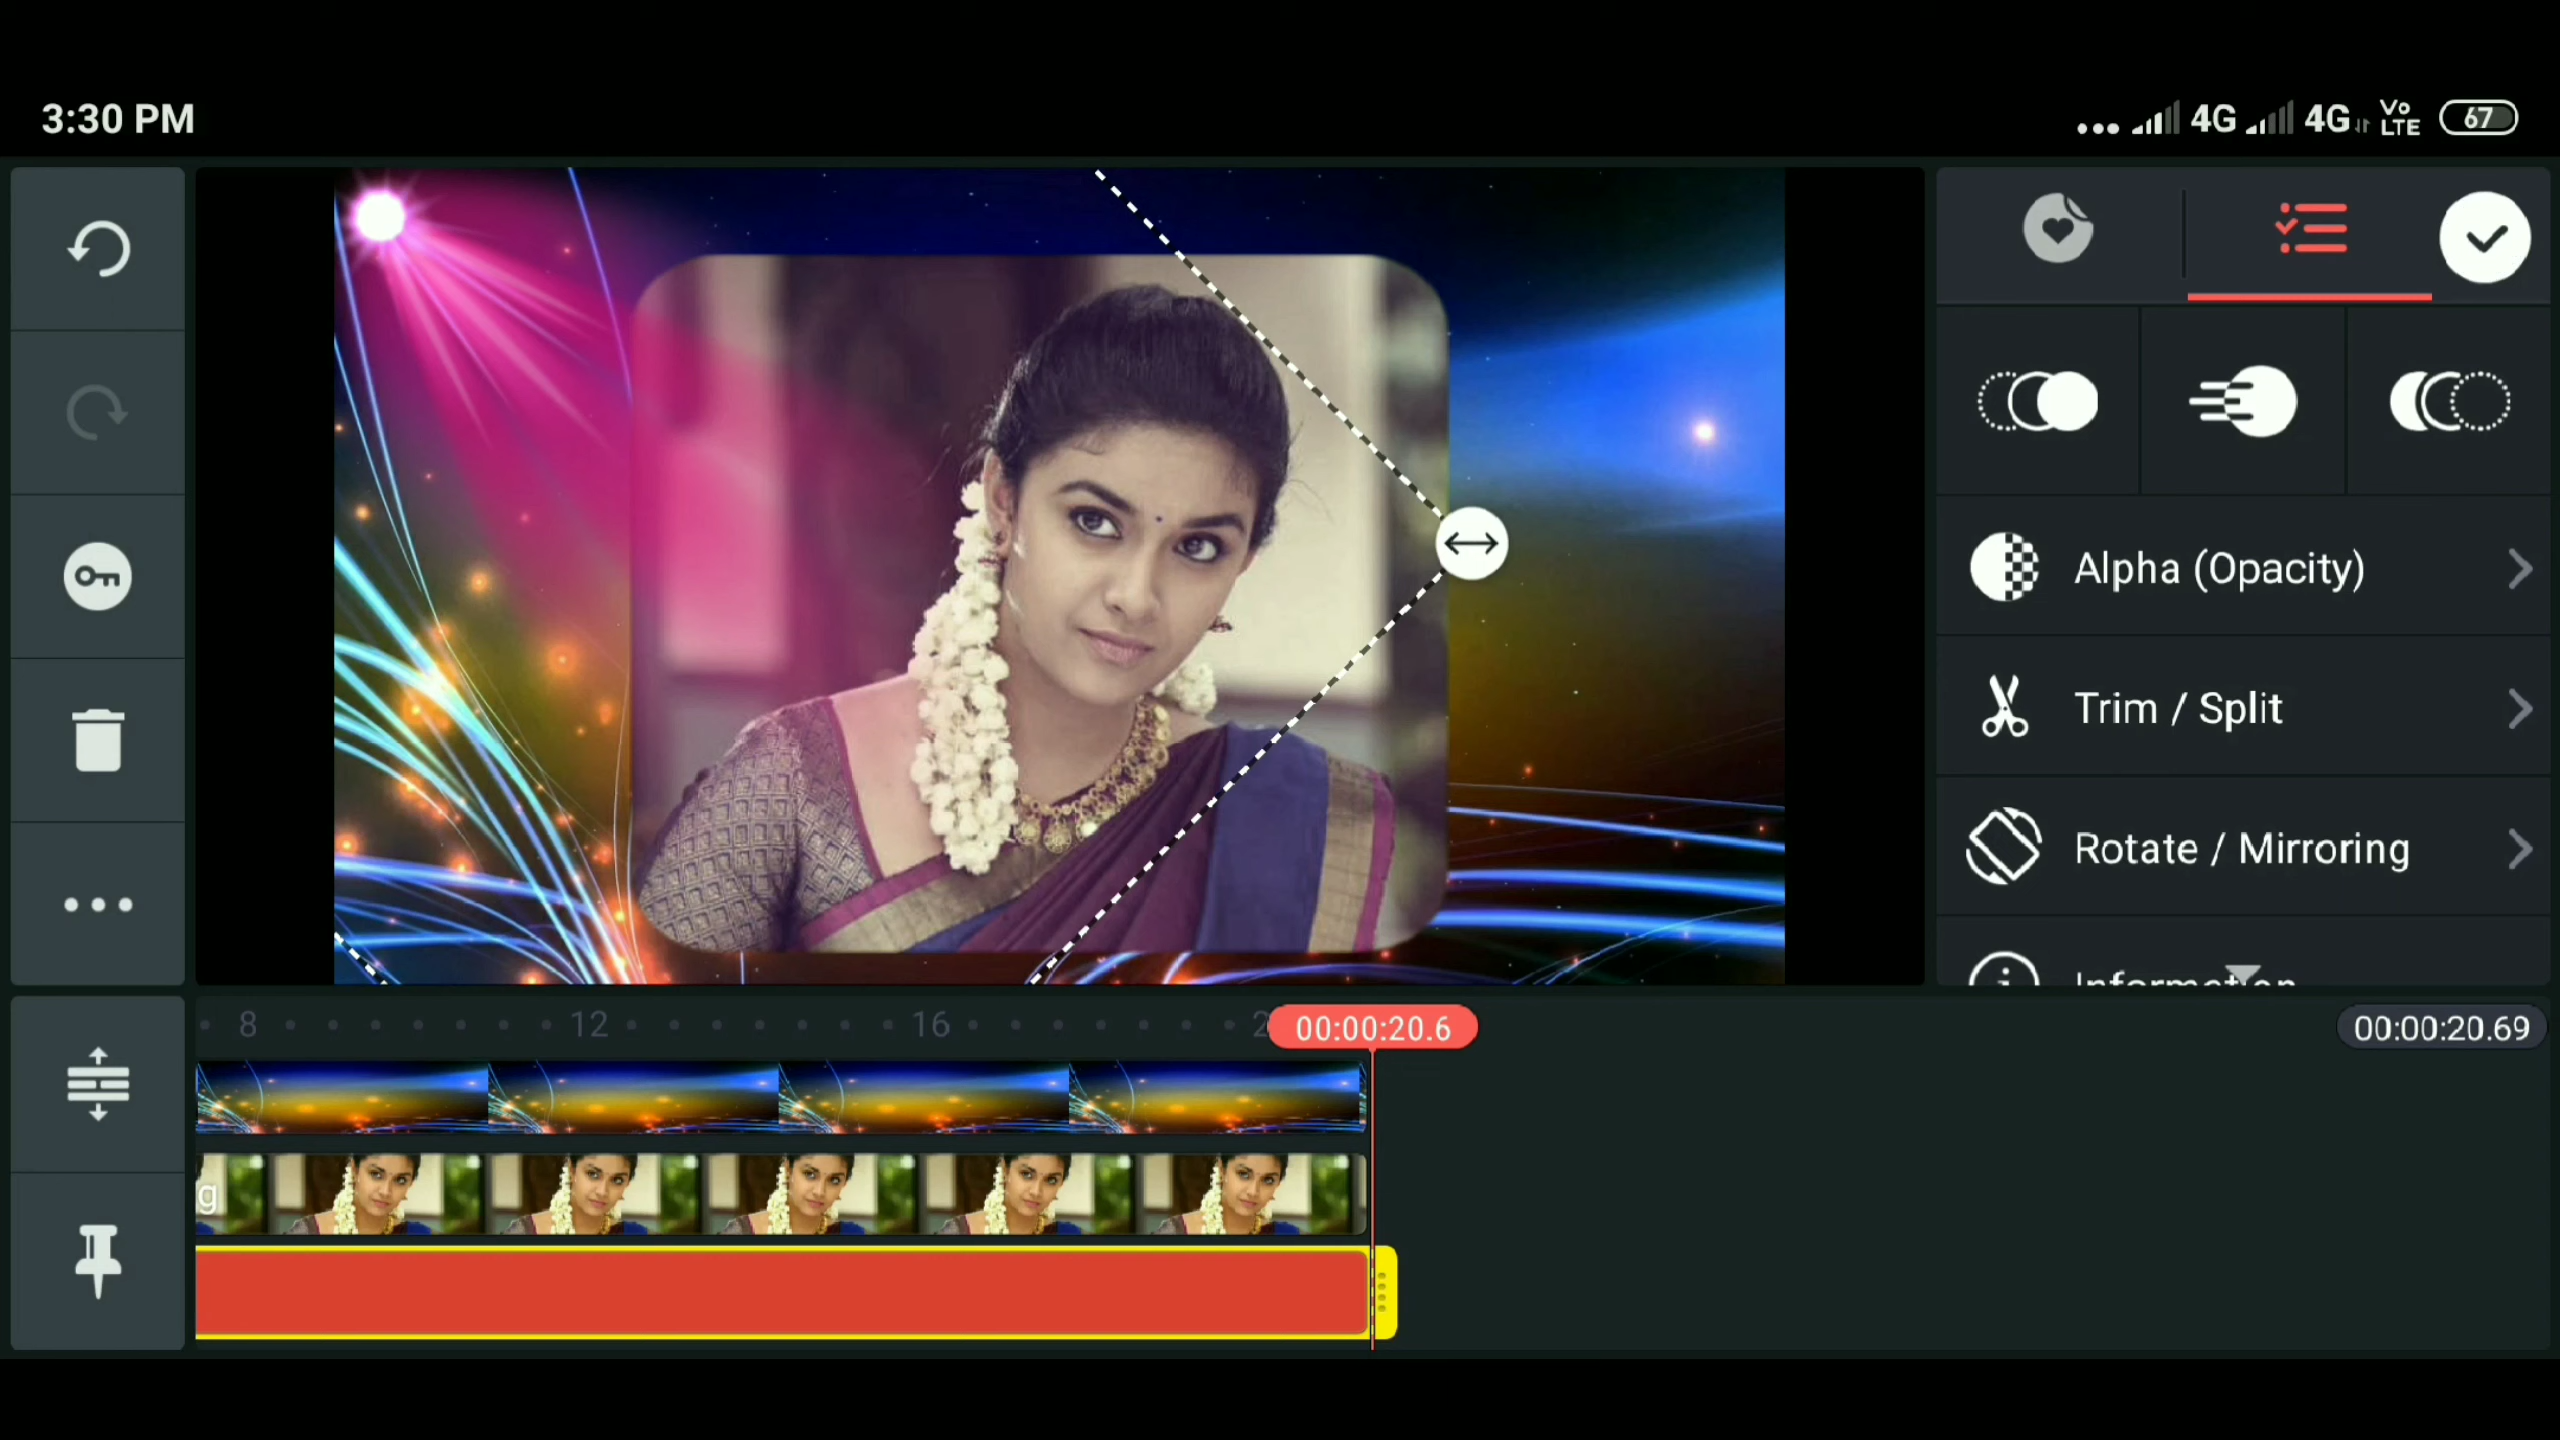 3:30 PM
4G 4G Vo LTE 67
Alpha (Opacity)
Trim / Split
Rotate / Mirroring
Information
8 12 16 00:00:20.6 00:00:20.69
g